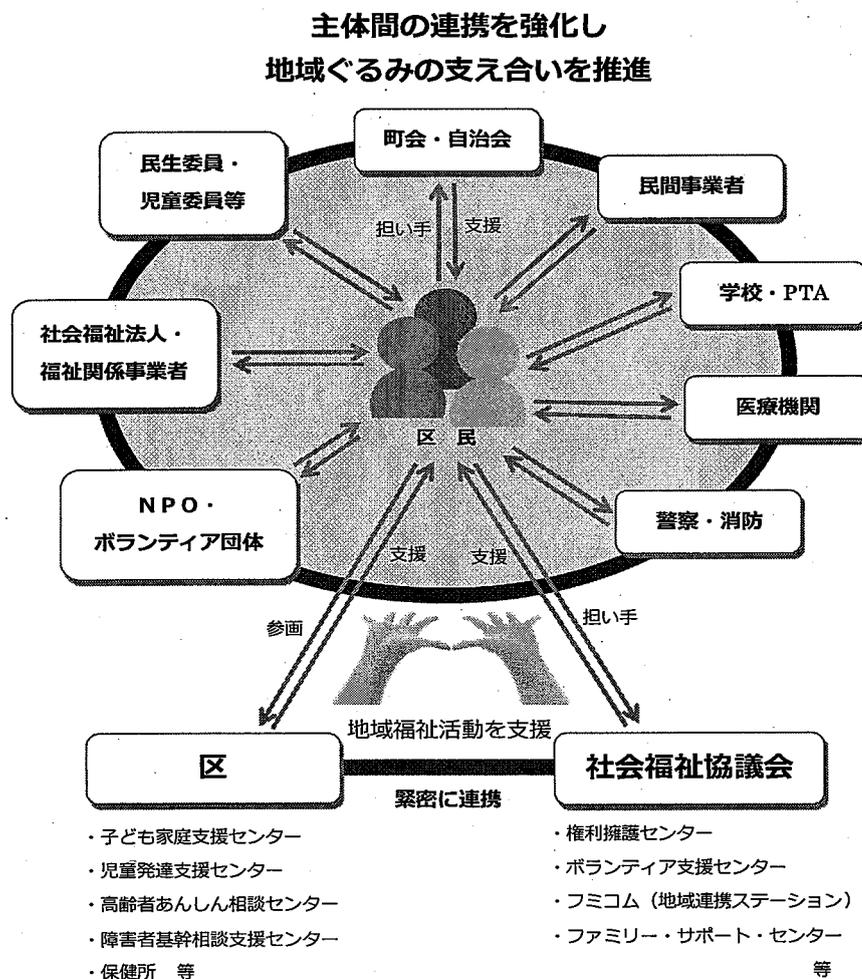 主体間の連携を強化し
地域ぐるみの支え合いを推進
町会・自治会
民生委員・
児童委員等
民間事業者
担い手
支援
学校・PTA
社会福祉法人・
福祉関係事業者
医療機関
区 民
NPO・
ボランティア団体
警察・消防
支援
支援
参画
担い手
地域福祉活動を支援
区
社会福祉協議会
緊密に連携
・子ども家庭支援センター
・児童発達支援センター
・高齢者あんしん相談センター
・障害者基幹相談支援センター
・保健所 等
・権利擁護センター
・ボランティア支援センター
・フミコム（地域連携ステーション）
・ファミリー・サポート・センター
等